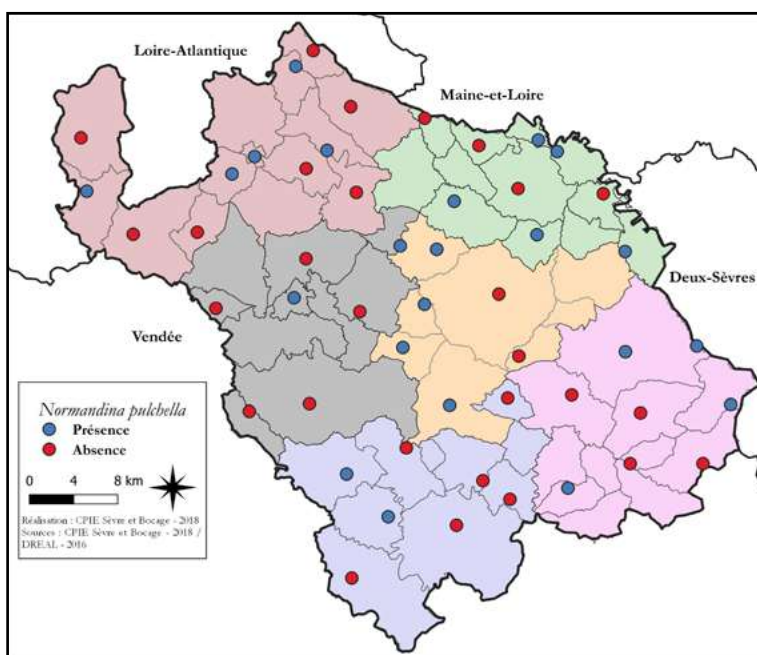 Loire-Atlantique
Maine-et-Loire
Deux-Sèvres
Vendée
Normandina pulchella
Présence
Absence
0 4 8 km
Réalisation : CPIE Sèvre et Bocage - 2018
Sources : CPIE Sèvre et Bocage - 2018 /
DREAL - 2016